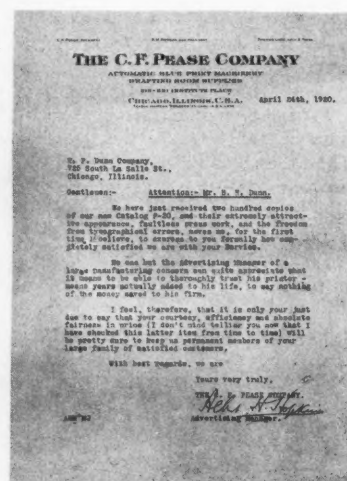 THE C. F. PEASE COMPANY
AUTOMATIC BLUE PRINT MACHINERY
DRAFTING ROOM SUPPLIES
INSTITUTE PLACE
CHICAGO, ILLINOIS, U.S.A.
April 24th, 1920.
Dunn Company,
South La Salle St.,
Chicago, Illinois.
Gentlemen:- Attention:- Mr. Dunn.
We have just received two hundred copies
of our new Catalog P-20, and their extremely attract-
ive appearance, faultless press work, and the freedom
from typographical errors, moves me, for the first
time I believe, to express to you formally how com-
pletely satisfied we are with your Service.
No one but the Advertising Manager of a
large manufacturing concern can quite appreciate what
it means to be able to thoroughly trust his printer -
means years actually added to his life, to say nothing
of the money saved to his firm.
I feel, therefore, that it is only your just
due to say that your courtesy, efficiency and absolute
fairness in price (I don't mind telling you now that I
have checked this latter item from time to time) will
be pretty sure to keep us permanent members of your
large family of satisfied customers.
With best regards, we are
Yours very truly,
THE C. F. PEASE COMPANY.
H. Hopkins
Advertising Manager.